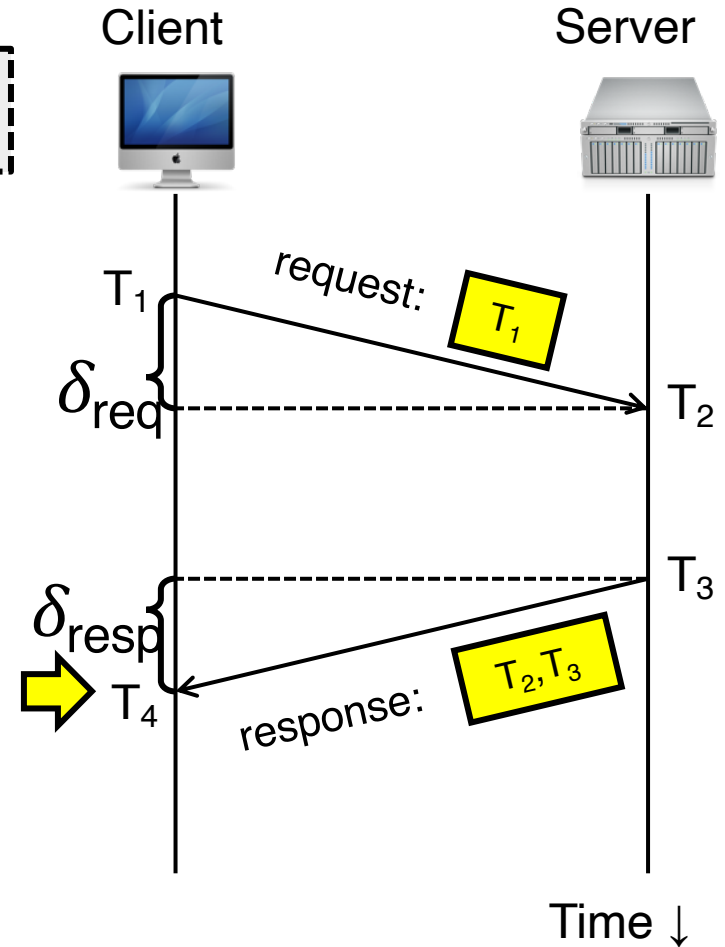 Client
Server
request:
T₁
T₁
δreq
T₂
T₃
δresp
T₂,T₃
T₄
response:
Time ↓